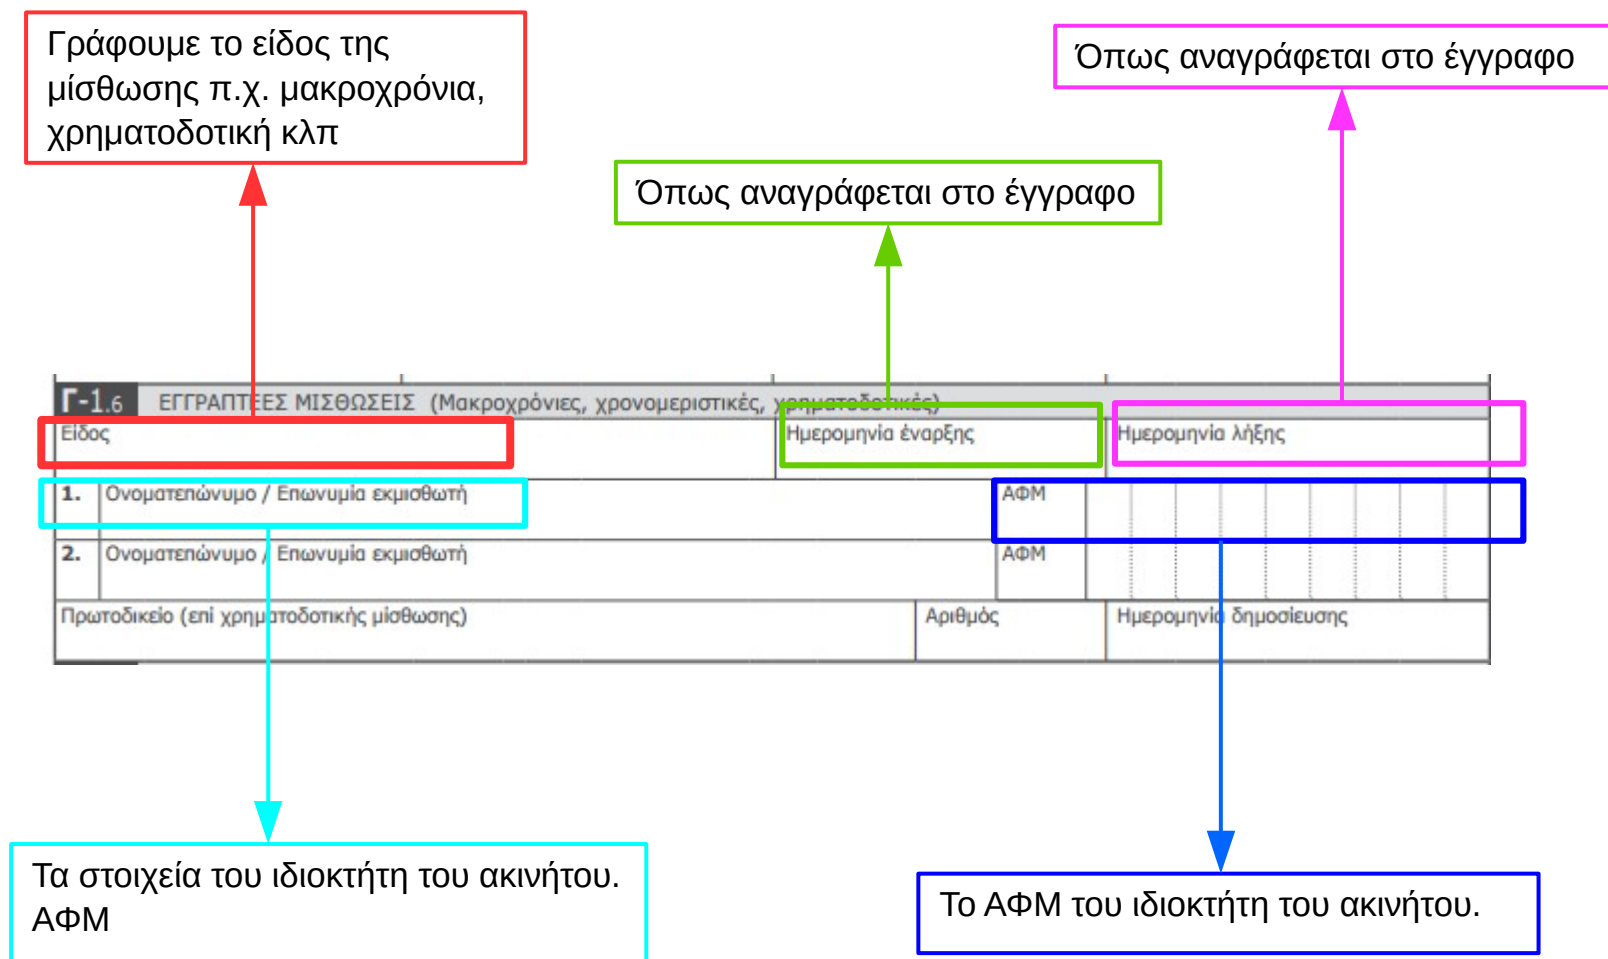 Γράφουμε το είδος της
μίσθωσης π.χ. μακροχρόνια,
χρηματοδοτική κλπ
Όπως αναγράφεται στο έγγραφο
Όπως αναγράφεται στο έγγραφο
Γ-1.6 ΕΓΓΡΑΠΤΕΕΣ ΜΙΣΘΩΣΕΙΣ (Μακροχρόνιες, χρονομεριστικές, χρηματοδοτικές)
Είδος Ημερομηνία έναρξης Ημερομηνία λήξης
1. Ονοματεπώνυμο / Επωνυμία εκμισθωτή ΑΦΜ
2. Ονοματεπώνυμο / Επωνυμία εκμισθωτή ΑΦΜ
Πρωτοδικείο (επί χρηματοδοτικής μίσθωσης) Αριθμός Ημερομηνία δημοσίευσης
Τα στοιχεία του ιδιοκτήτη του ακινήτου.
ΑΦΜ
Το ΑΦΜ του ιδιοκτήτη του ακινήτου.